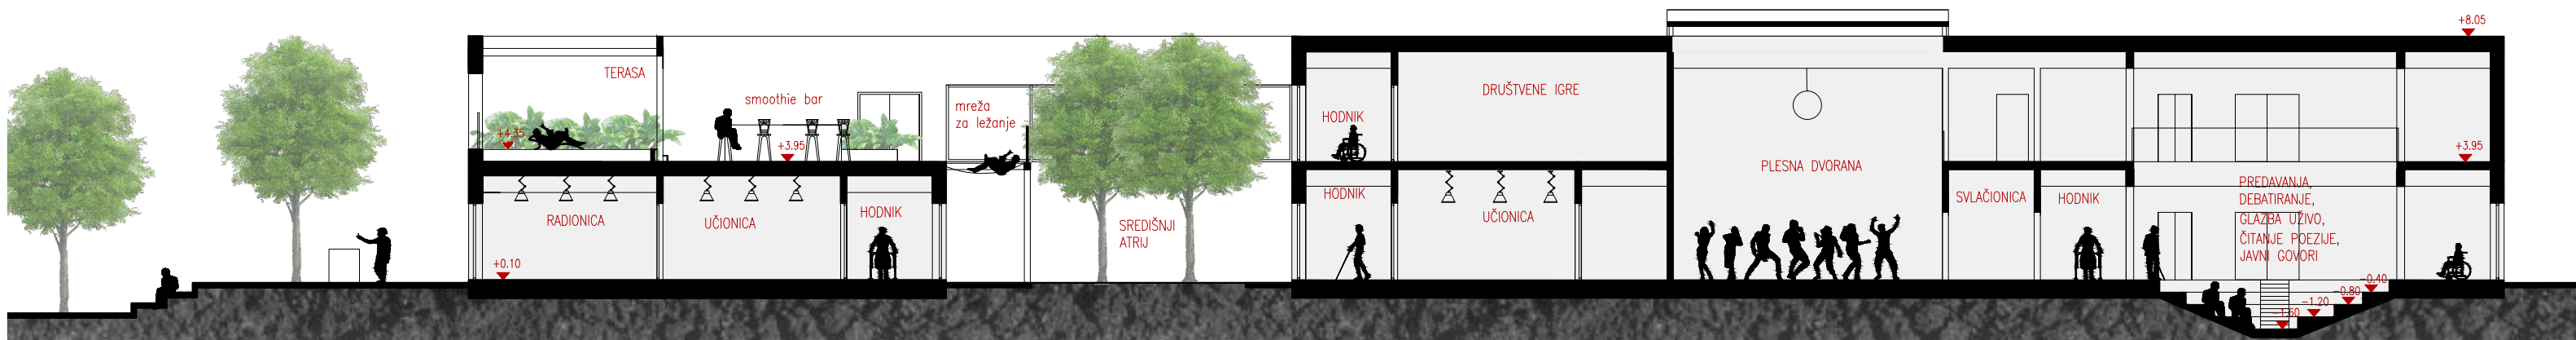 TERASA
+4.35
smoothie bar
+3.95
mreža
za ležanje
RADIONICA
UČIONICA
HODNIK
+0.10
SREDIŠNJI
ATRIJ
HODNIK
DRUŠTVENE IGRE
HODNIK
UČIONICA
PLESNA DVORANA
SVLAČIONICA
HODNIK
PREDAVANJA,
DEBATIRANJE,
GLAZBA UŽIVO,
ČITANJE POEZIJE,
JAVNI GOVORI
+8.05
+3.95
-0.40
-0.80
-1.20
-1.60